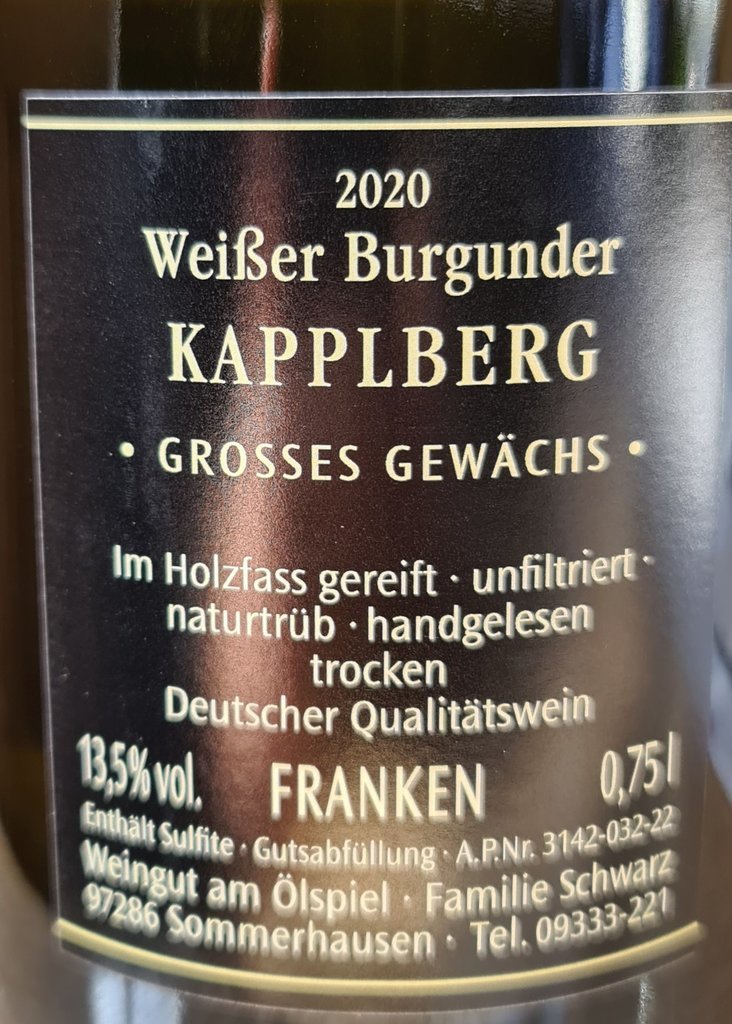 2020
Weißer Burgunder
KAPPLBERG
• GROSSES GEWÄCHS •
Im Holzfass gereift · unfiltriert ·
naturtrüb · handgelesen
trocken
Deutscher Qualitätswein
13,5% vol. FRANKEN 0,75 l
Enthält Sulfite · Gutsabfüllung · A.P.Nr. 3142-032-22
Weingut am Ölspiel · Familie Schwarz
97286 Sommerhausen · Tel. 09333-221